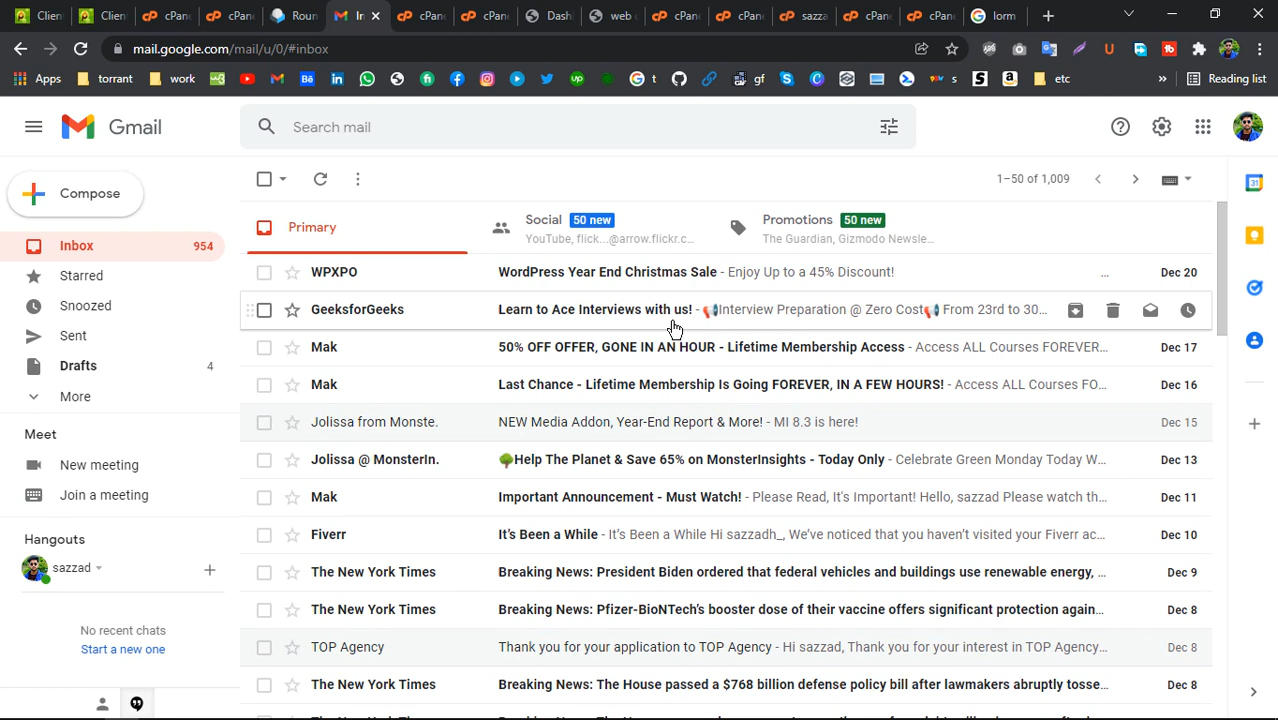 Client
Client
cPane
cPane
Roun
In
cPane
cPane
Dash
web c
cPane
cPane
sazza
cPane
cPane
lorm
mail.google.com/mail/u/0/#inbox
Apps
torrant
work
t
gf
s
etc
Reading list
Gmail
Search mail
Compose
1–50 of 1,009
Inbox 954
Starred
Snoozed
Sent
Drafts 4
More
Meet
New meeting
Join a meeting
Hangouts
sazzad
No recent chats
Start a new one
Primary
Social 50 new
YouTube, flick...@arrow.flickr.c...
Promotions 50 new
The Guardian, Gizmodo Newsle...
WPXPO WordPress Year End Christmas Sale - Enjoy Up to a 45% Discount! ... Dec 20
GeeksforGeeks Learn to Ace Interviews with us! - 📢Interview Preparation @ Zero Cost📢 From 23rd to 30...
Mak 50% OFF OFFER, GONE IN AN HOUR - Lifetime Membership Access - Access ALL Courses FOREVER... Dec 17
Mak Last Chance - Lifetime Membership Is Going FOREVER, IN A FEW HOURS! - Access ALL Courses FO... Dec 16
Jolissa from Monste. NEW Media Addon, Year-End Report & More! - MI 8.3 is here! Dec 15
Jolissa @ MonsterIn. 🌳Help The Planet & Save 65% on MonsterInsights - Today Only - Celebrate Green Monday Today W... Dec 13
Mak Important Announcement - Must Watch! - Please Read, It's Important! Hello, sazzad Please watch th... Dec 11
Fiverr It's Been a While - It's Been a While Hi sazzadh_, We've noticed that you haven't visited your Fiverr ac... Dec 10
The New York Times Breaking News: President Biden ordered that federal vehicles and buildings use renewable energy, ... Dec 9
The New York Times Breaking News: Pfizer-BioNTech's booster dose of their vaccine offers significant protection again... Dec 8
TOP Agency Thank you for your application to TOP Agency - Hi sazzad, Thank you for your interest in TOP Agency... Dec 8
The New York Times Breaking News: The House passed a $768 billion defense policy bill after lawmakers abruptly tosse... Dec 8